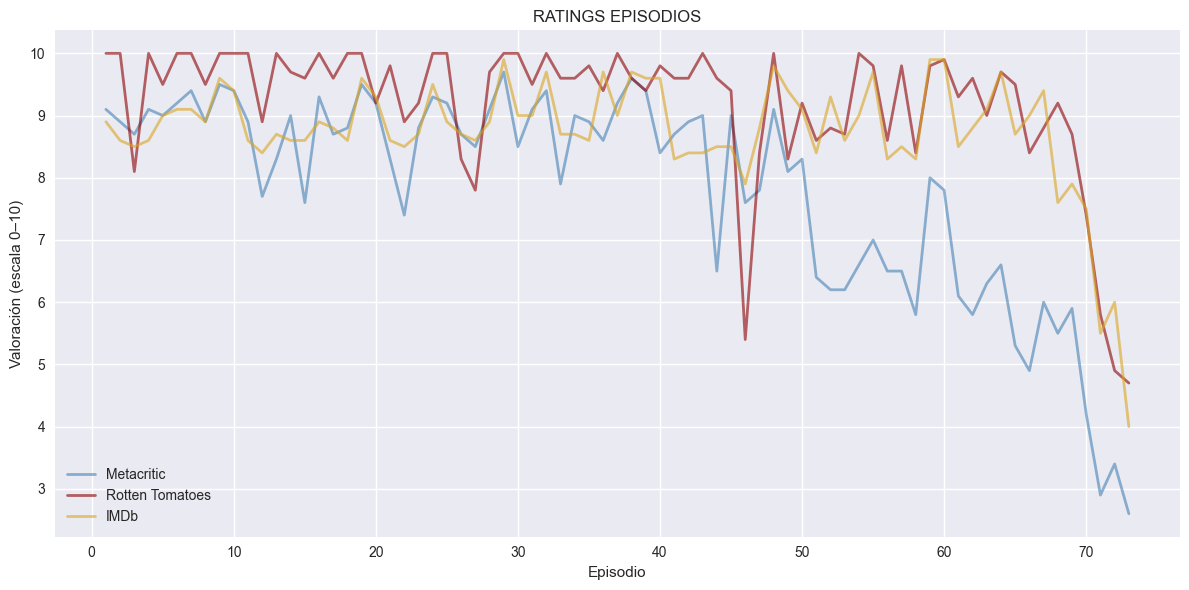 RATINGS EPISODIOS
Valoración (escala 0–10)
10
9
8
7
6
5
4
3
Metacritic
Rotten Tomatoes
IMDb
0 10 20 30 40 50 60 70
Episodio